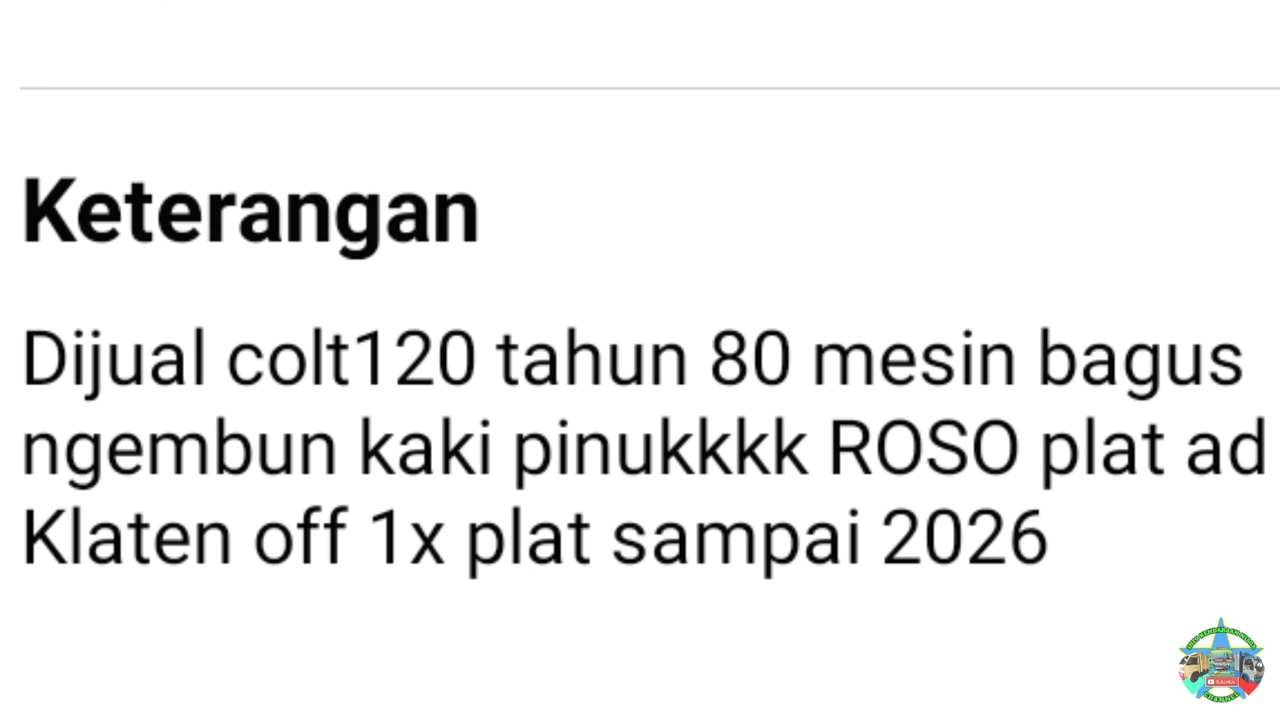 Keterangan
Dijual colt120 tahun 80 mesin bagus
ngembun kaki pinukkkk ROSO plat ad
Klaten off 1x plat sampai 2026
CHANNEL